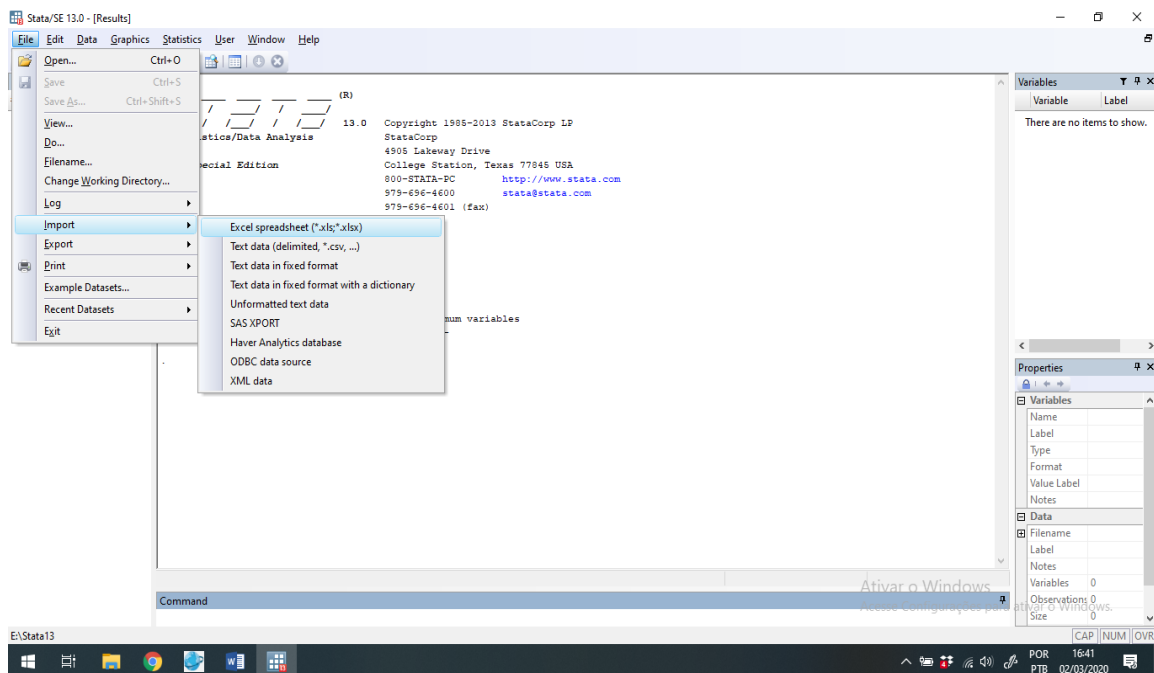 Stata/SE 13.0 - [Results]
File Edit Data Graphics Statistics User Window Help
Open... Ctrl+O
Save Ctrl+S
Save As... Ctrl+Shift+S
View...
Do...
Filename...
Change Working Directory...
Log
Import
Export
Print
Example Datasets...
Recent Datasets
Exit
Excel spreadsheet (*.xls;*.xlsx)
Text data (delimited, *.csv, ...)
Text data in fixed format
Text data in fixed format with a dictionary
Unformatted text data
SAS XPORT
Haver Analytics database
ODBC data source
XML data
(R)
13.0 Copyright 1985-2013 StataCorp LP
stics/Data Analysis StataCorp
4905 Lakeway Drive
ecial Edition College Station, Texas 77845 USA
800-STATA-PC http://www.stata.com
979-696-4600 stata@stata.com
979-696-4601 (fax)
mum variables
.
Variables
Variable Label
There are no items to show.
Properties
Variables
Name
Label
Type
Format
Value Label
Notes
Data
Filename
Label
Notes
Variables 0
Observations 0
Size 0
Ativar o Windows
Command
E:\Stata13
CAP NUM OVR
POR 16:41
PTB 02/03/2020